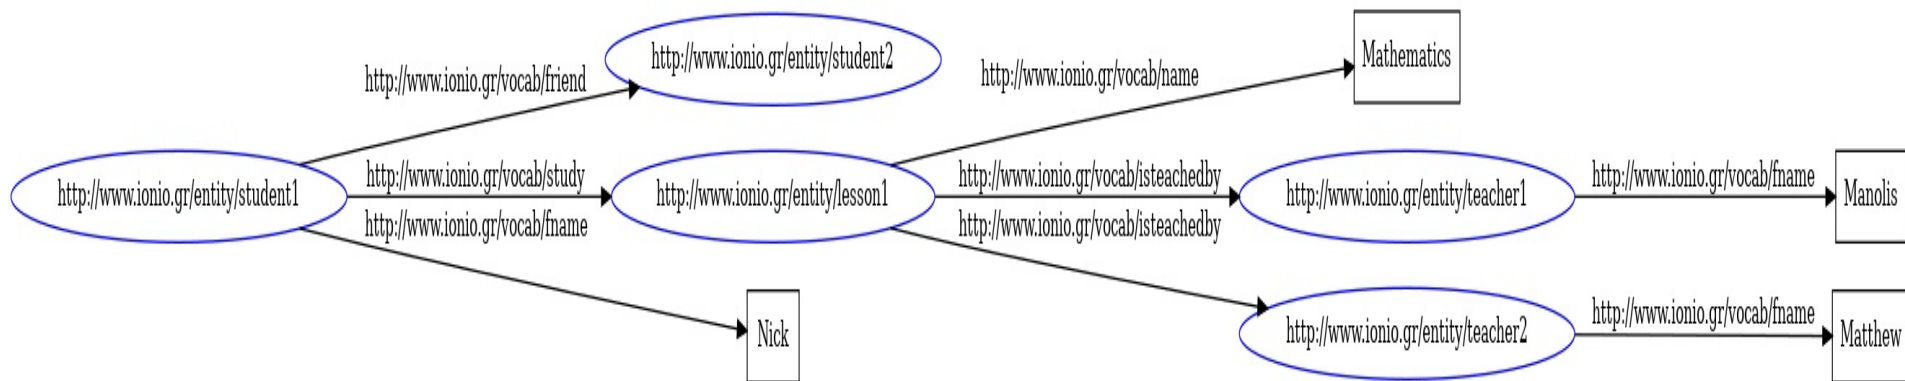 http://www.ionio.gr/entity/student2
http://www.ionio.gr/vocab/friend
http://www.ionio.gr/vocab/name
Mathematics
http://www.ionio.gr/entity/student1
http://www.ionio.gr/vocab/study
http://www.ionio.gr/entity/lesson1
http://www.ionio.gr/vocab/isteachedby
http://www.ionio.gr/entity/teacher1
http://www.ionio.gr/vocab/fname
Manolis
http://www.ionio.gr/vocab/fname
http://www.ionio.gr/vocab/isteachedby
Nick
http://www.ionio.gr/entity/teacher2
http://www.ionio.gr/vocab/fname
Matthew